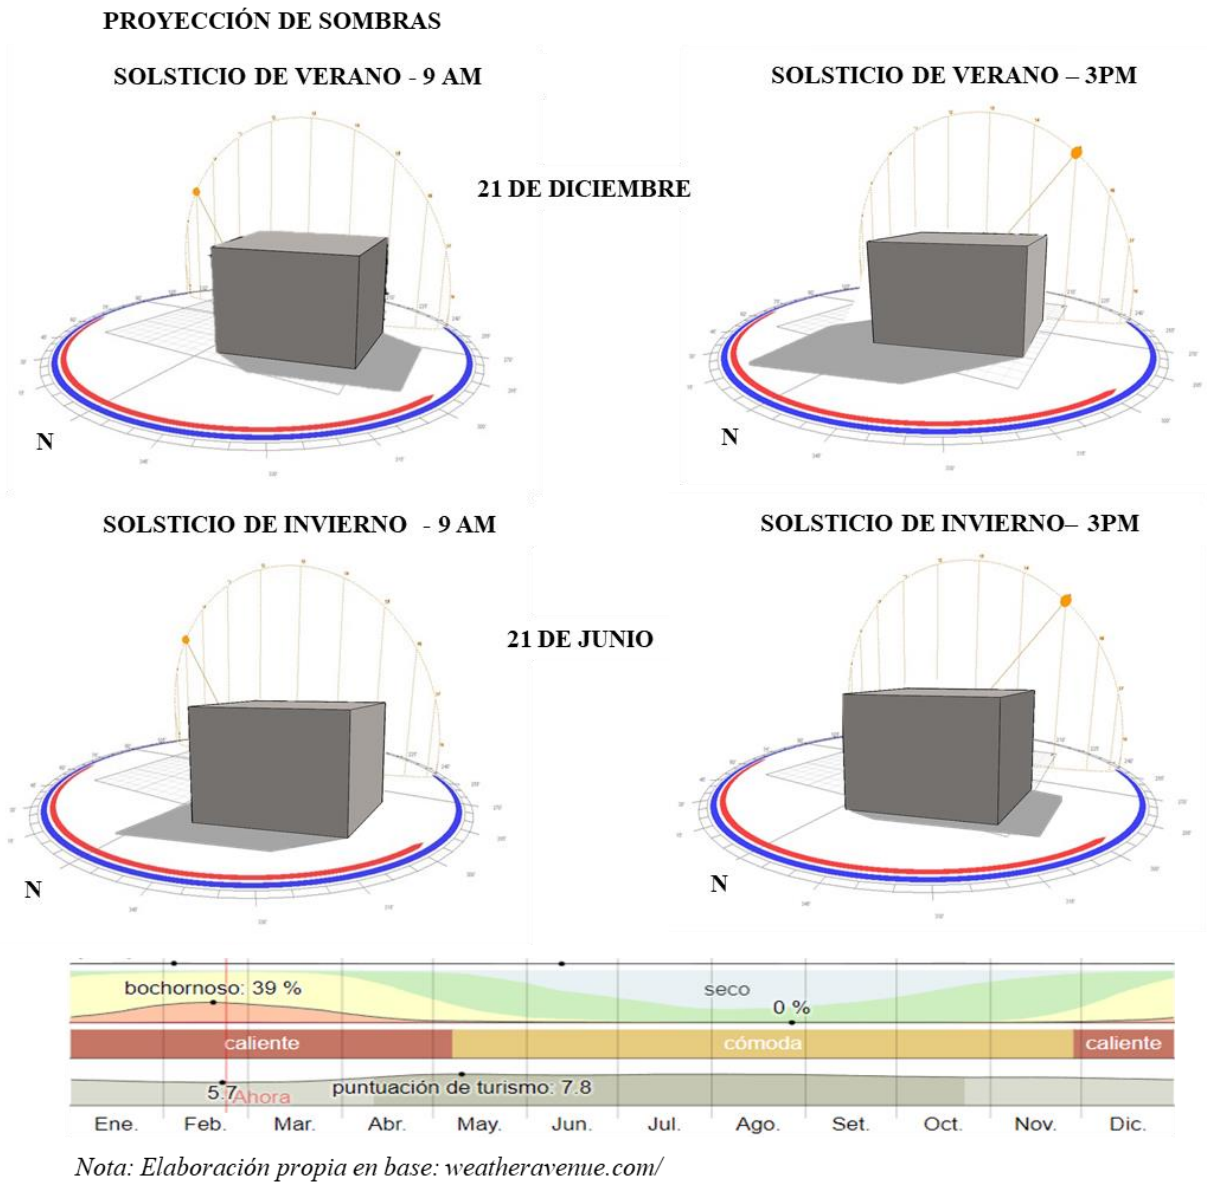 PROYECCIÓN DE SOMBRAS
SOLSTICIO DE VERANO - 9 AM
SOLSTICIO DE VERANO – 3PM
21 DE DICIEMBRE
N
N
SOLSTICIO DE INVIERNO - 9 AM
SOLSTICIO DE INVIERNO– 3PM
21 DE JUNIO
N
N
bochornoso: 39 %
seco
0 %
caliente
cómoda
caliente
5.7
Ahora
puntuación de turismo: 7.8
Ene. Feb. Mar. Abr. May. Jun. Jul. Ago. Set. Oct. Nov. Dic.
Nota: Elaboración propia en base: weatheravenue.com/